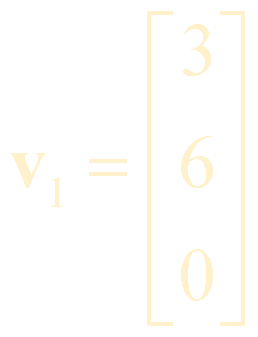 v₁ = [3
6
0]